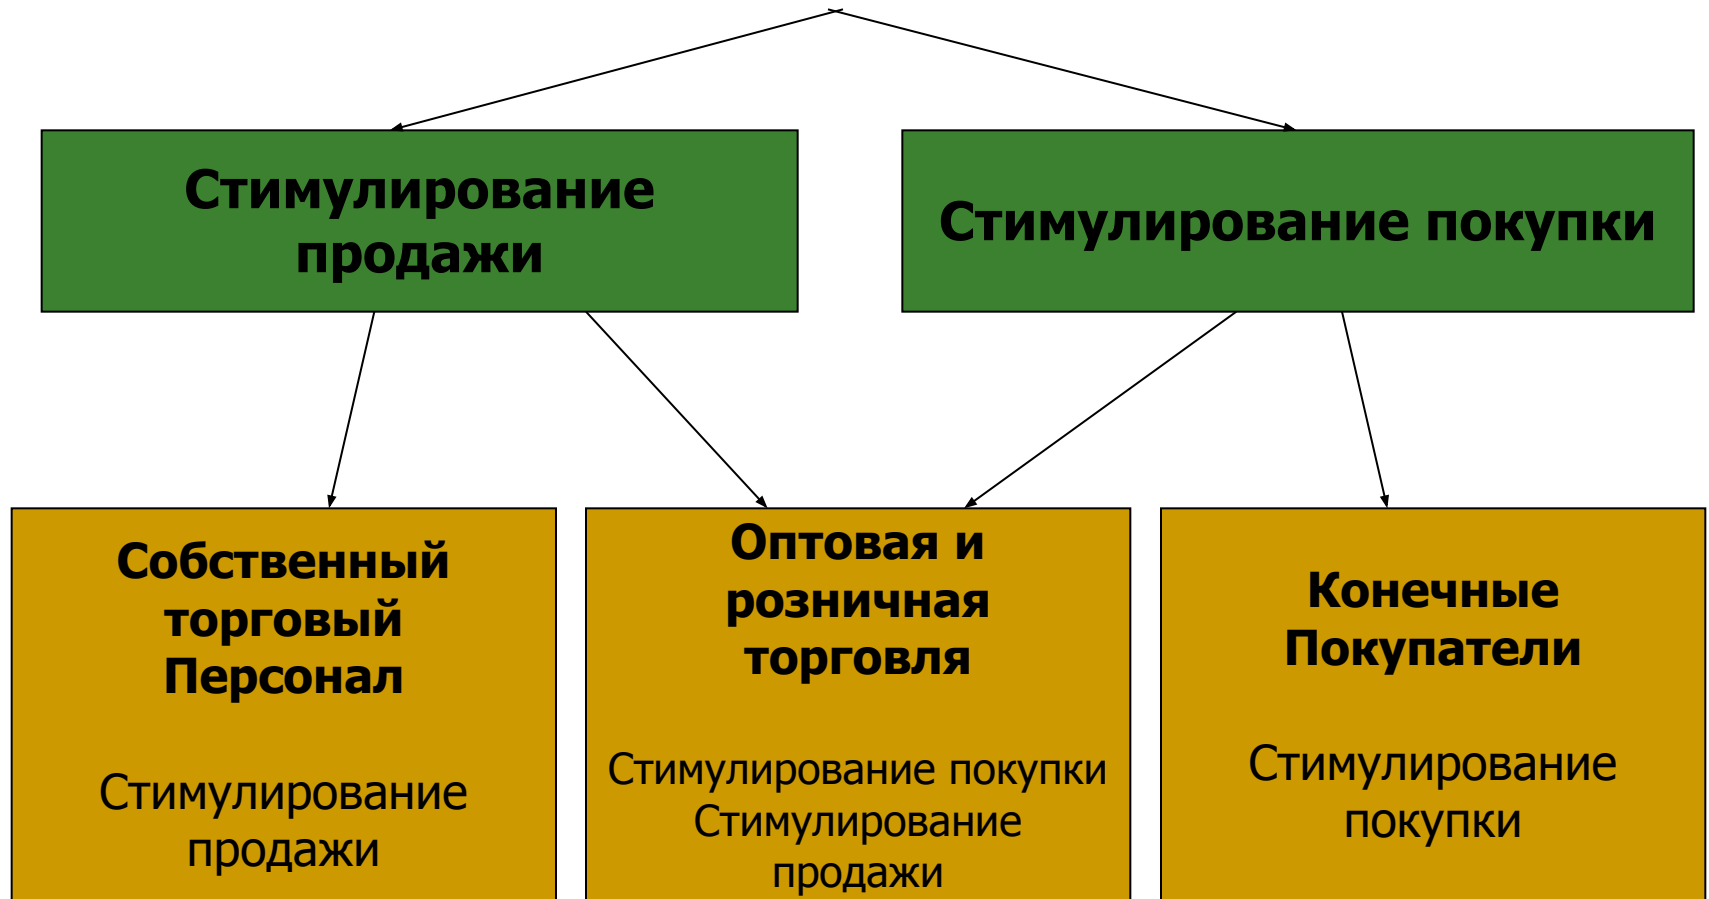 Стимулирование
продажи
Стимулирование покупки
Собственный
торговый
Персонал
Стимулирование
продажи
Оптовая и
розничная
торговля
Стимулирование покупки
Стимулирование
продажи
Конечные
Покупатели
Стимулирование
покупки